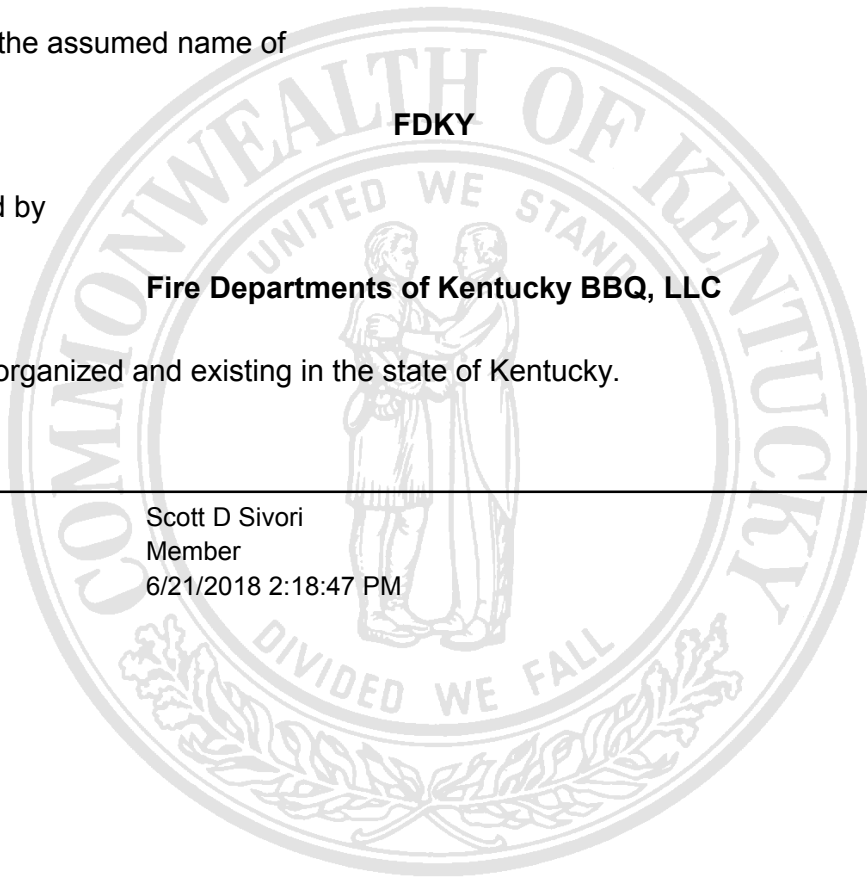 the assumed name of
FDKY
d by
Fire Departments of Kentucky BBQ, LLC
organized and existing in the state of Kentucky.
Scott D Sivori
Member
6/21/2018 2:18:47 PM
COMMONWEALTH OF KENTUCKY
UNITED WE STAND
DIVIDED WE FALL